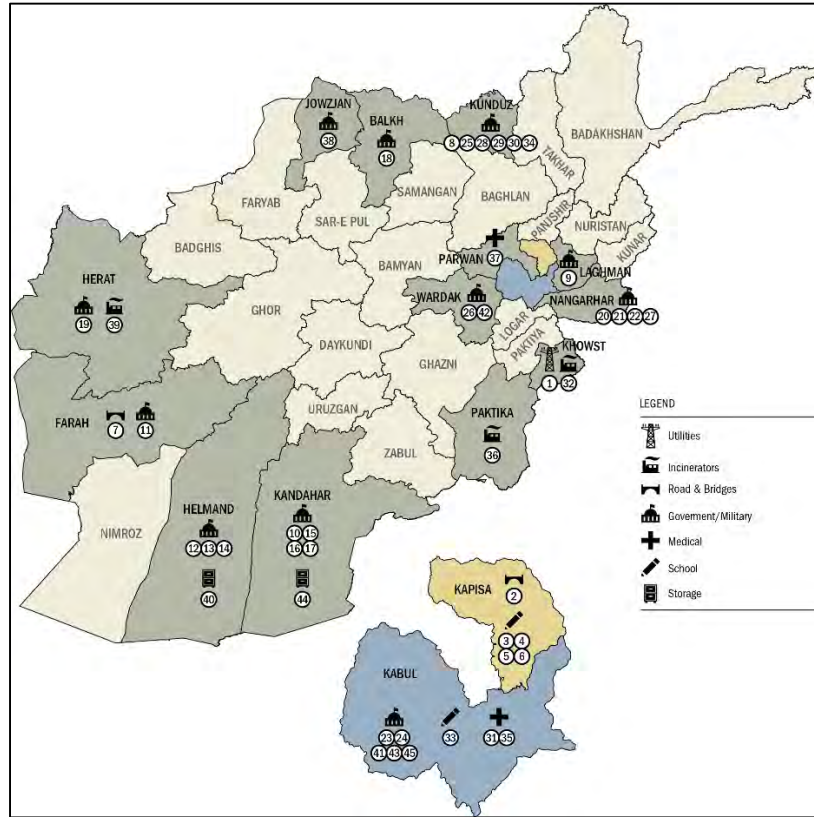 JOWZJAN
38
BALKH
18
KUNDUZ
8 25 28 29 30 34
BADAKHSHAN
TAKHAR
FARYAB
SAR-E PUL
SAMANGAN
BAGHLAN
PANJSHIR
NURISTAN
KUNAR
BADGHIS
HERAT
19 39
GHOR
BAMYAN
PARWAN
37
WARDAK
26 42
9
LAGHMAN
NANGARHAR
20 21 22 27
LOGAR
PAKTIYA
KHOWST
1 32
DAYKUNDI
GHAZNI
URUZGAN
ZABUL
PAKTIKA
36
FARAH
7 11
NIMROZ
HELMAND
12 13 14
40
KANDAHAR
10 15
16 17
44
LEGEND
Utilities
Incinerators
Road & Bridges
Goverment/Military
Medical
School
Storage
KAPISA
2
3 4
5 6
KABUL
23 24
41 43 45
33
31 35